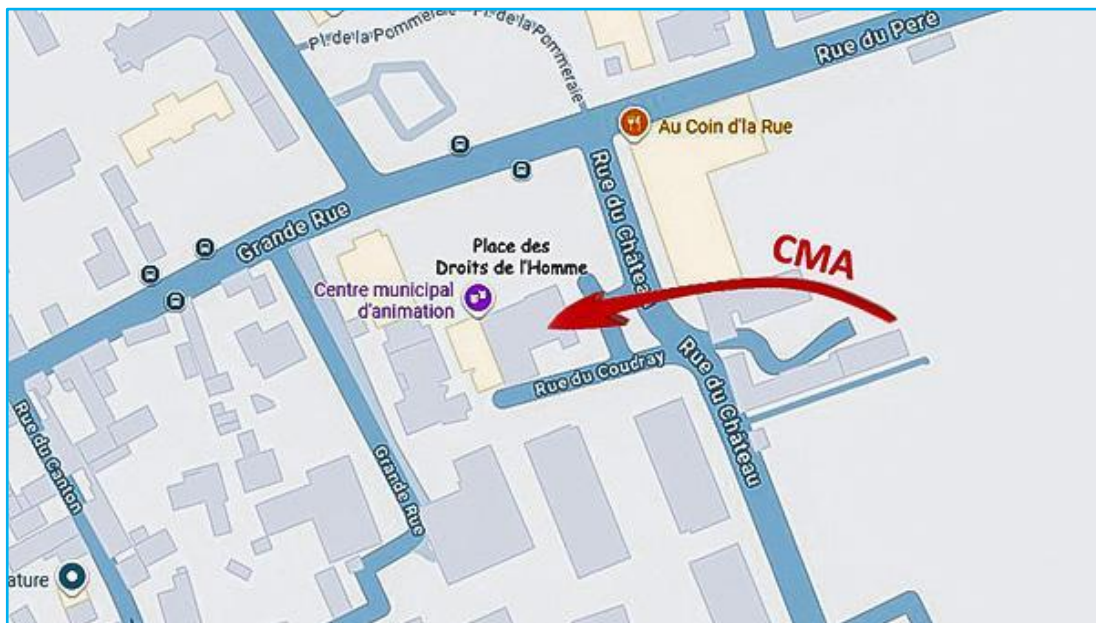 Pl. de la Pommeraie
Pl. de la Pommeraie
Rue du Peré
Au Coin d'la Rue
Rue du Château
Grande Rue
Place des
Droits de l'Homme
CMA
Centre municipal
d'animation
Rue du Coudray
Rue du Château
Rue du Canton
Grande Rue
ature